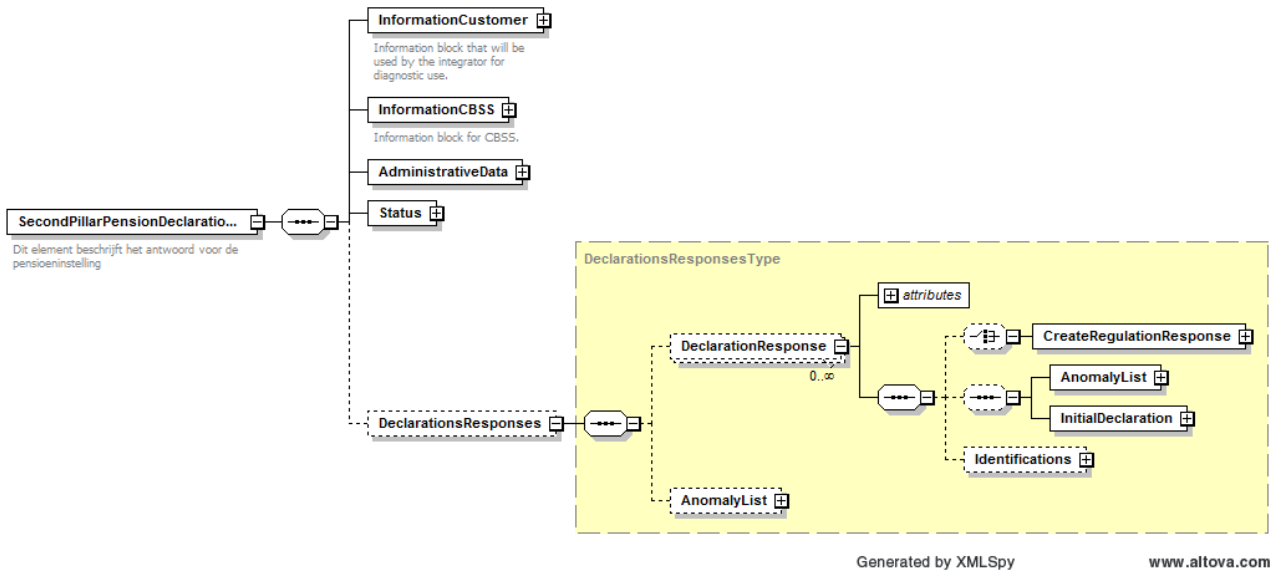 InformationCustomer
Information block that will be
used by the integrator for
diagnostic use.
InformationCBSS
Information block for CBSS.
AdministrativeData
Status
SecondPillarPensionDeclaratio...
Dit element beschrijft het antwoord voor de
pensioeninstelling
DeclarationsResponsesType
attributes
DeclarationResponse
0..∞
CreateRegulationResponse
AnomalyList
InitialDeclaration
Identifications
DeclarationsResponses
AnomalyList
Generated by XMLSpy
www.altova.com